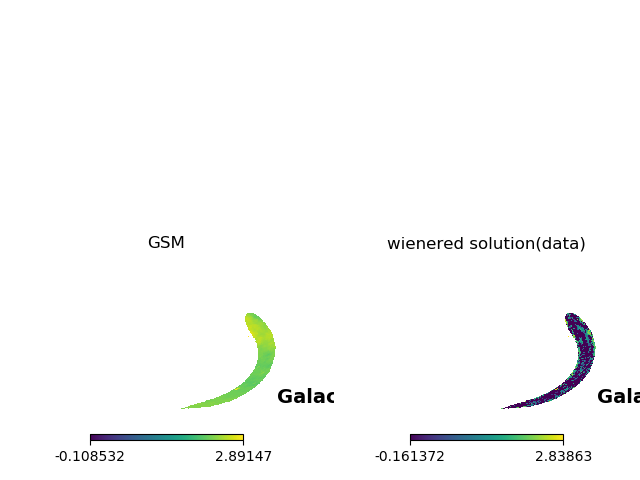 GSM
wienered solution(data)
Galac
Gala
-0.108532
2.89147
-0.161372
2.83863